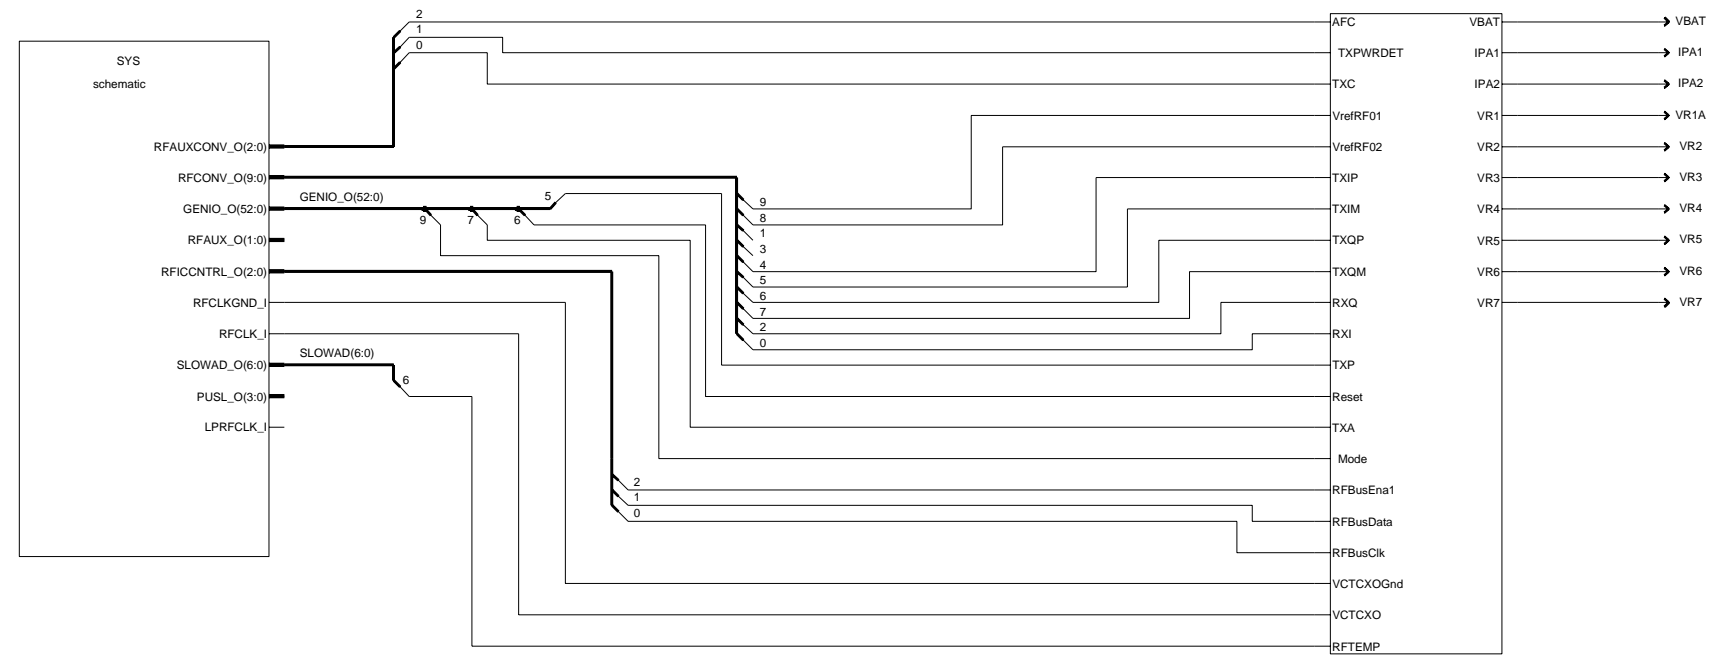 2
AFC
VBAT
VBAT
1
TXPWRDET
IPA1
IPA1
0
SYS
schematic
TXC
IPA2
IPA2
VrefRF01
VR1
VR1A
RFAUXCONV_O(2:0)
VrefRF02
VR2
VR2
RFCONV_O(9:0)
TXIP
VR3
VR3
GENIO_O(52:0)
GENIO_O(52:0)
5
9
7
6
9
TXIM
VR4
VR4
8
1
RFAUX_O(1:0)
TXQP
VR5
VR5
3
4
RFICCNTRL_O(2:0)
TXQM
VR6
VR6
5
6
RFCLKGND_I
RXQ
VR7
VR7
7
2
RFCLK_I
RXI
0
SLOWAD_O(6:0)
SLOWAD(6:0)
TXP
6
PUSL_O(3:0)
Reset
LPRFCLK_I
TXA
Mode
2
RFBusEna1
1
0
RFBusData
RFBusClk
VCTCXOGnd
VCTCXO
RFTEMP